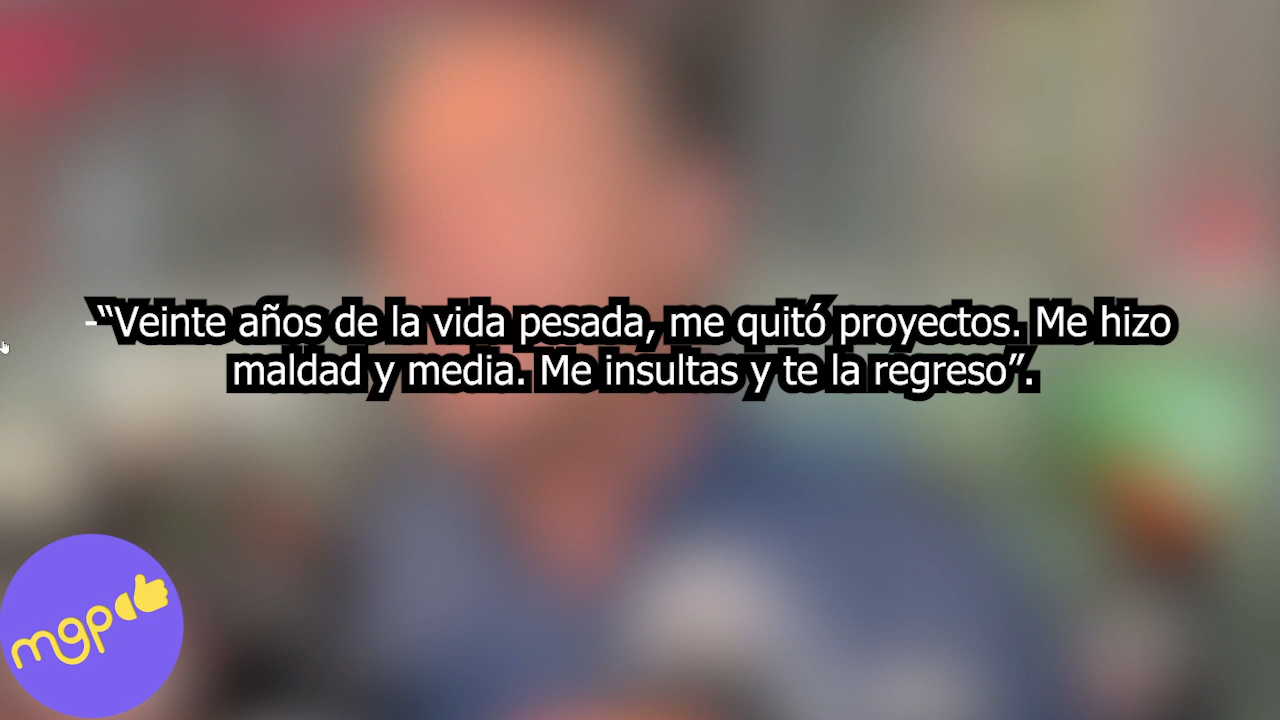 -“Veinte años de la vida pesada, me quitó proyectos. Me hizo
maldad y media. Me insultas y te la regreso”.
mgp